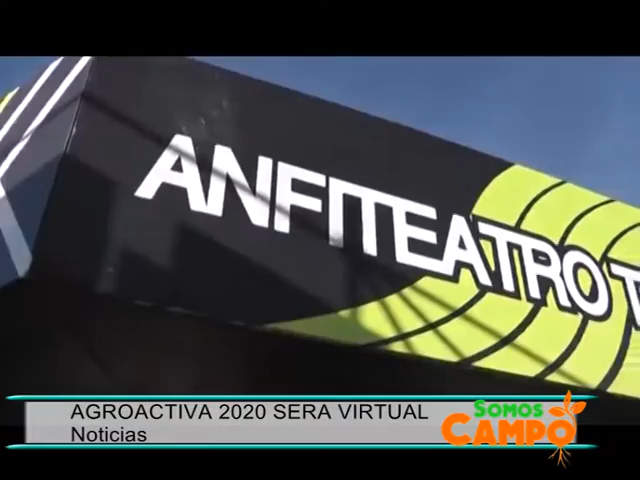 ANFITEATRO T
AGROACTIVA 2020 SERA VIRTUAL
Noticias
SOMOS
CAMPO